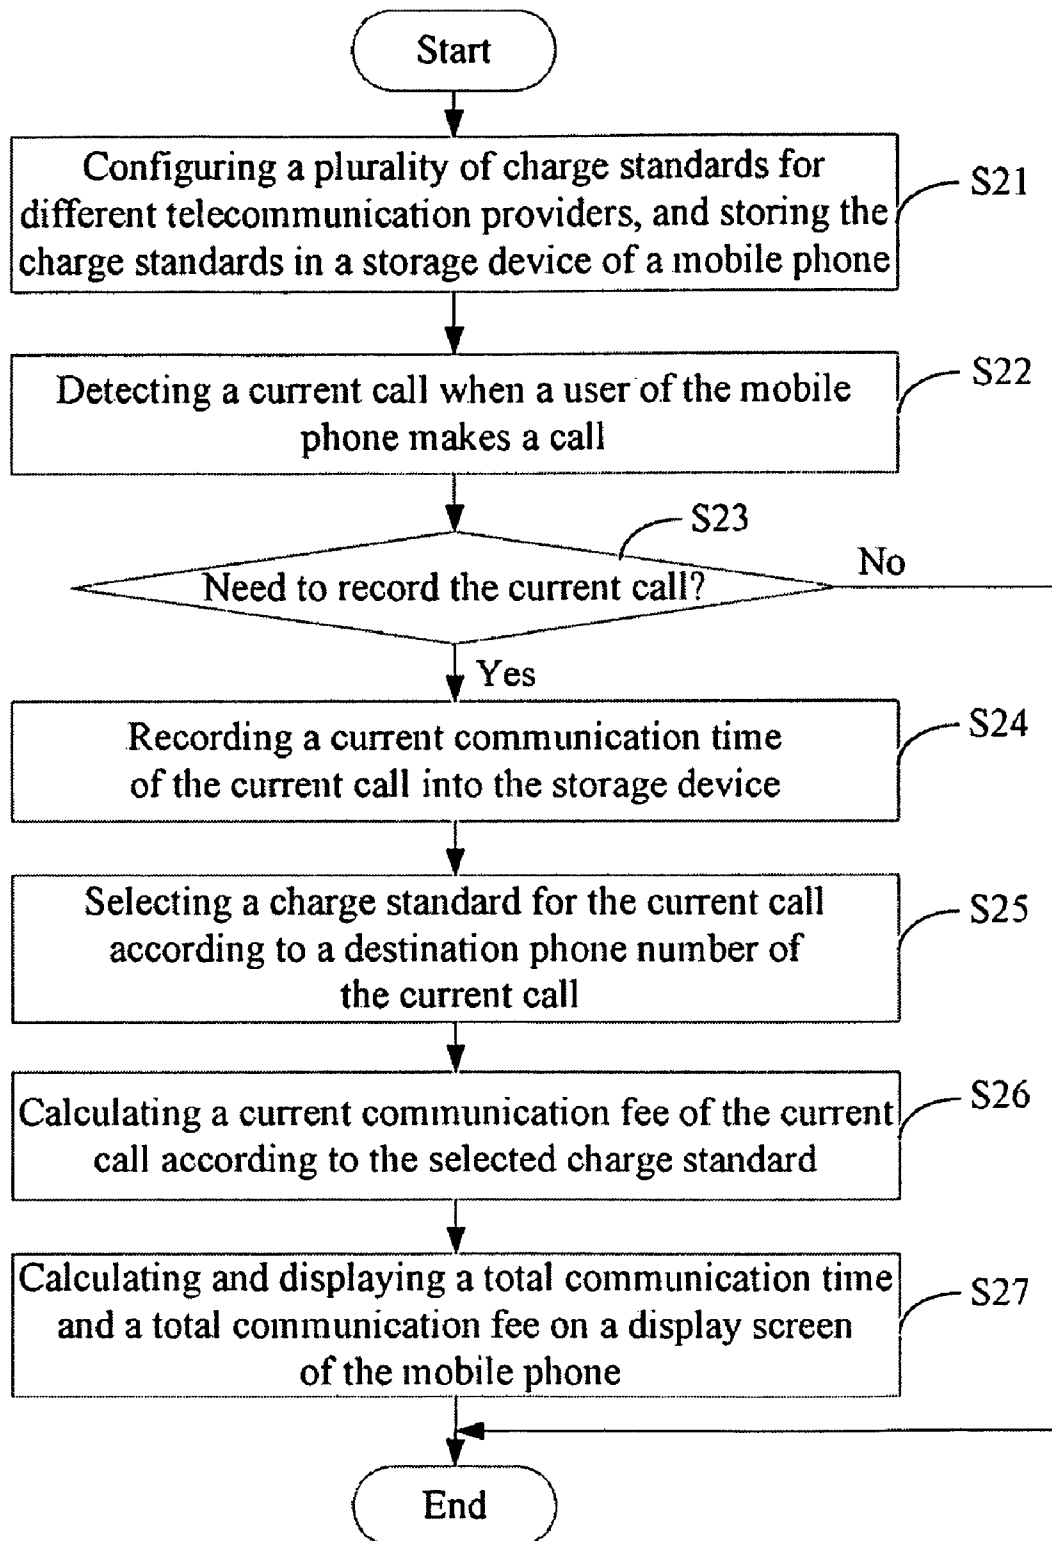 Start
Configuring a plurality of charge standards for
different telecommunication providers, and storing the
charge standards in a storage device of a mobile phone
S21
Detecting a current call when a user of the mobile
phone makes a call
S22
S23
Need to record the current call?
No
Yes
Recording a current communication time
of the current call into the storage device
S24
Selecting a charge standard for the current call
according to a destination phone number of
the current call
S25
Calculating a current communication fee of the current
call according to the selected charge standard
S26
Calculating and displaying a total communication time
and a total communication fee on a display screen
of the mobile phone
S27
End